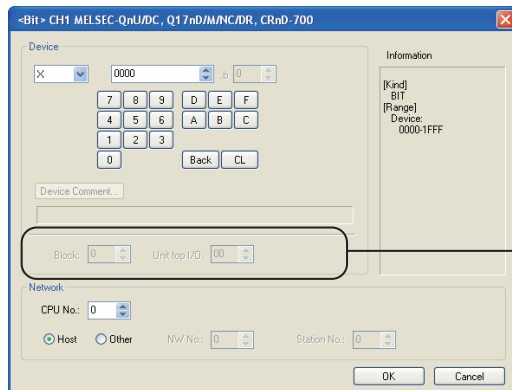 <Bit> CH1 MELSEC-QnU/DC, Q17nD/M/NC/DR, CRnD-700
Device
X 0000 .b 0
7 8 9 D E F
4 5 6 A B C
1 2 3
0 Back CL
Device Comment...
Block: 0 Unit top I/O: 00
Information
[Kind]
BIT
[Range]
Device:
0000-1FFF
Network
CPU No.: 0
Host Other NW No.: 0 Station No.: 0
OK Cancel